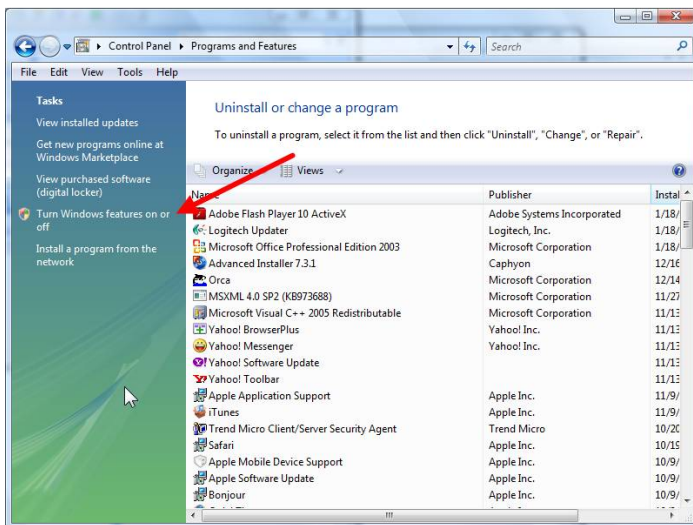 Control Panel Programs and Features
Search
File Edit View Tools Help
Tasks
View installed updates
Get new programs online at
Windows Marketplace
View purchased software
(digital locker)
Turn Windows features on or
off
Install a program from the
network
Uninstall or change a program
To uninstall a program, select it from the list and then click "Uninstall", "Change", or "Repair".
Organize Views
Name Publisher Instal
Adobe Flash Player 10 ActiveX Adobe Systems Incorporated 1/18/
Logitech Updater Logitech, Inc. 1/18/
Microsoft Office Professional Edition 2003 Microsoft Corporation 1/18/
Advanced Installer 7.3.1 Caphyon 12/16
Orca Microsoft Corporation 12/14
MSXML 4.0 SP2 (KB973688) Microsoft Corporation 11/27
Microsoft Visual C++ 2005 Redistributable Microsoft Corporation 11/13
Yahoo! BrowserPlus Yahoo! Inc. 11/13
Yahoo! Messenger Yahoo! Inc. 11/13
Yahoo! Software Update 11/13
Yahoo! Toolbar 11/13
Apple Application Support Apple Inc. 11/9/
iTunes Apple Inc. 11/9/
Trend Micro Client/Server Security Agent Trend Micro 10/20
Safari Apple Inc. 10/19
Apple Mobile Device Support Apple Inc. 10/9/
Apple Software Update Apple Inc. 10/9/
Bonjour Apple Inc. 10/9/